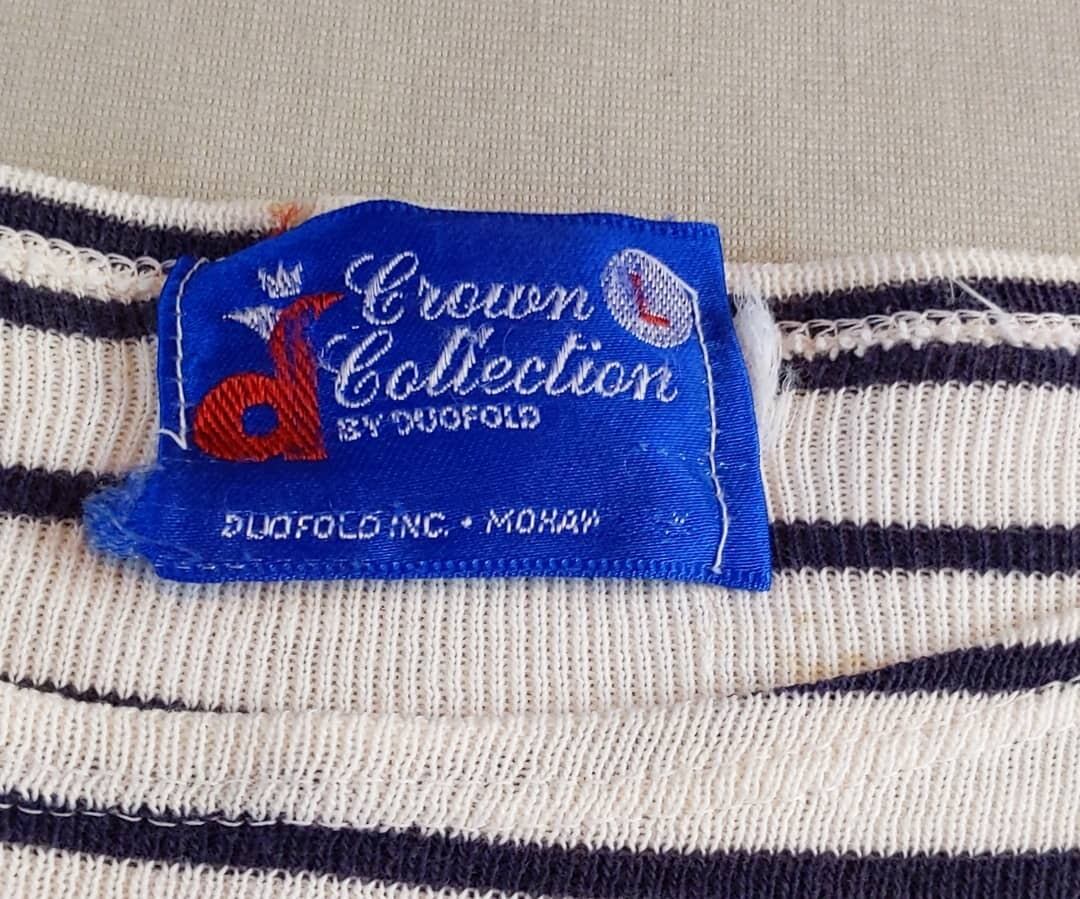 Crown L
Collection
BY DUOFOLD
DUOFOLD INC. • MOHAW